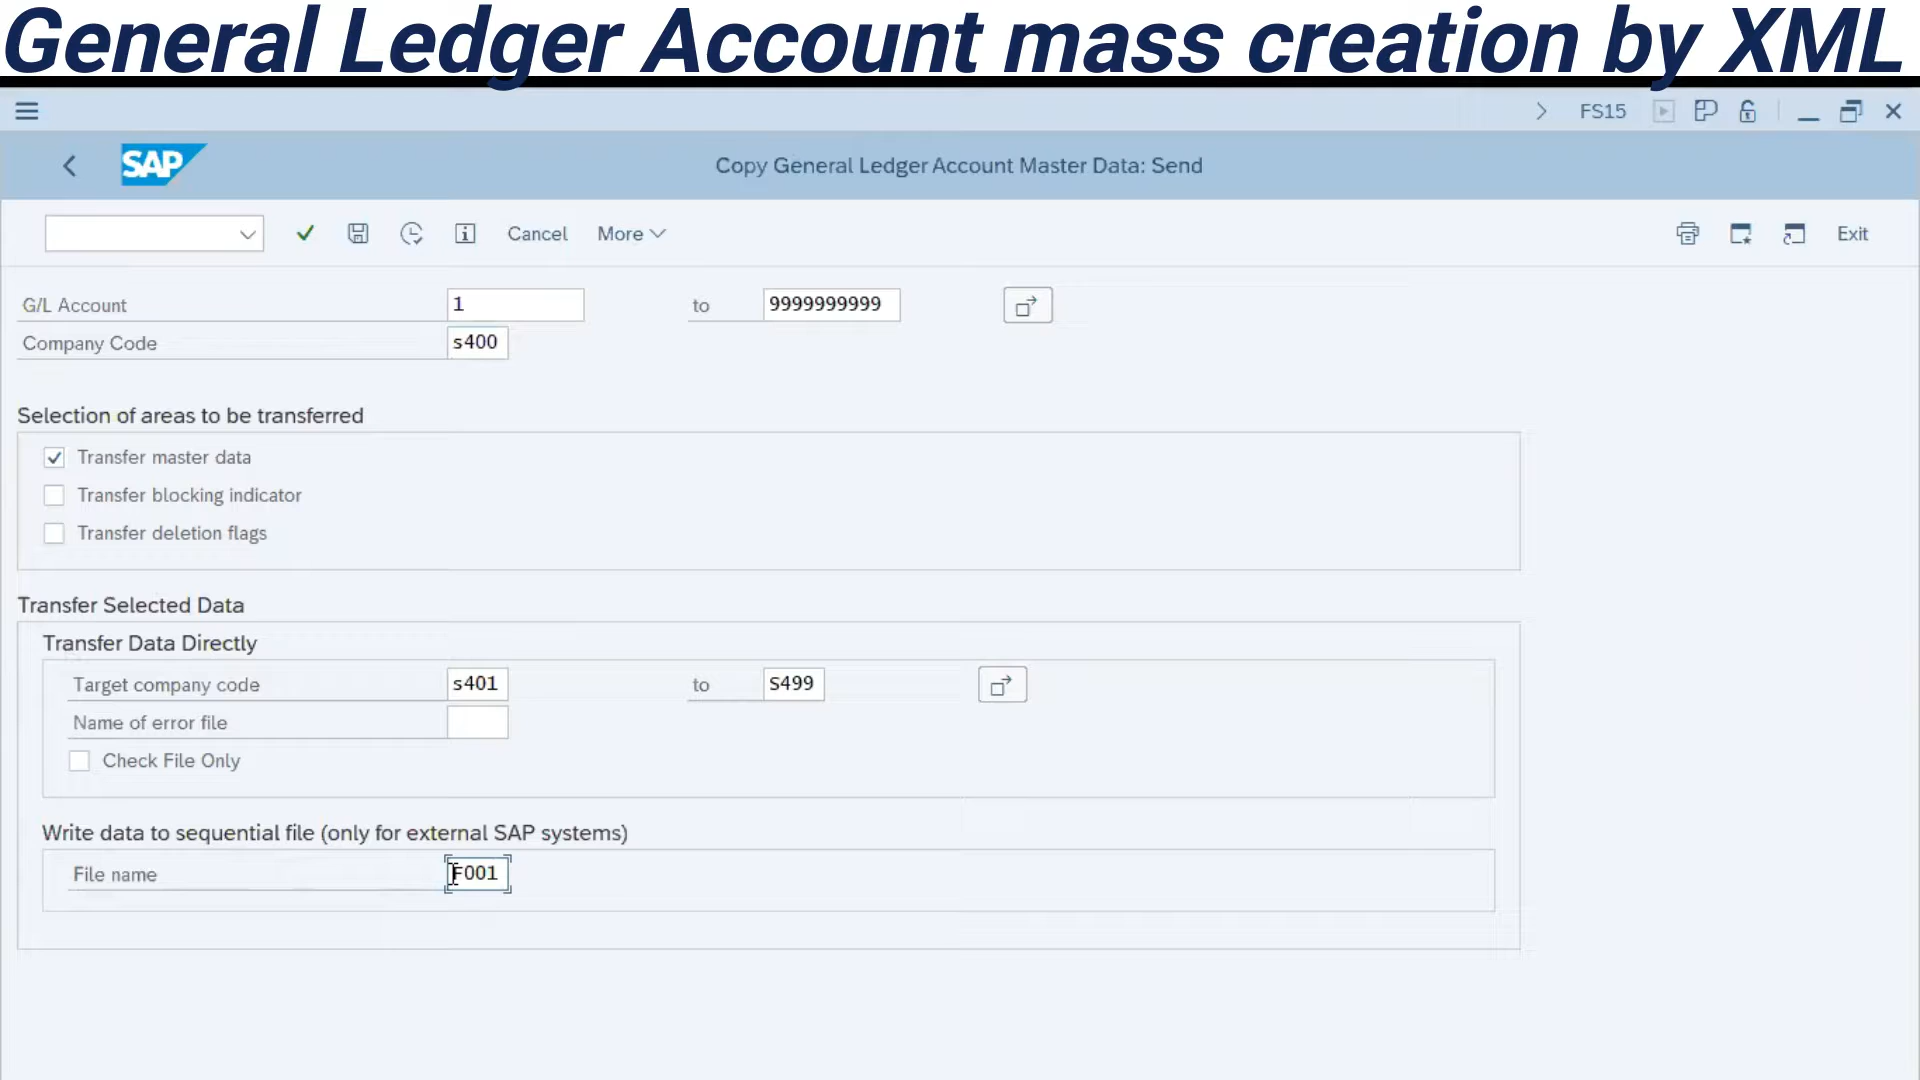 General Ledger Account mass creation by XML
FS15
SAP
Copy General Ledger Account Master Data: Send
Cancel More Exit
G/L Account 1 to 9999999999
Company Code s400
Selection of areas to be transferred
Transfer master data
Transfer blocking indicator
Transfer deletion flags
Transfer Selected Data
Transfer Data Directly
Target company code s401 to S499
Name of error file
Check File Only
Write data to sequential file (only for external SAP systems)
File name F001